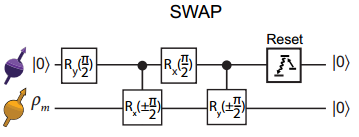 SWAP
Reset
|0⟩ R_y(π/2) R_x(π/2) |0⟩
ρ_m R_x(±π/2) R_y(±π/2) |0⟩